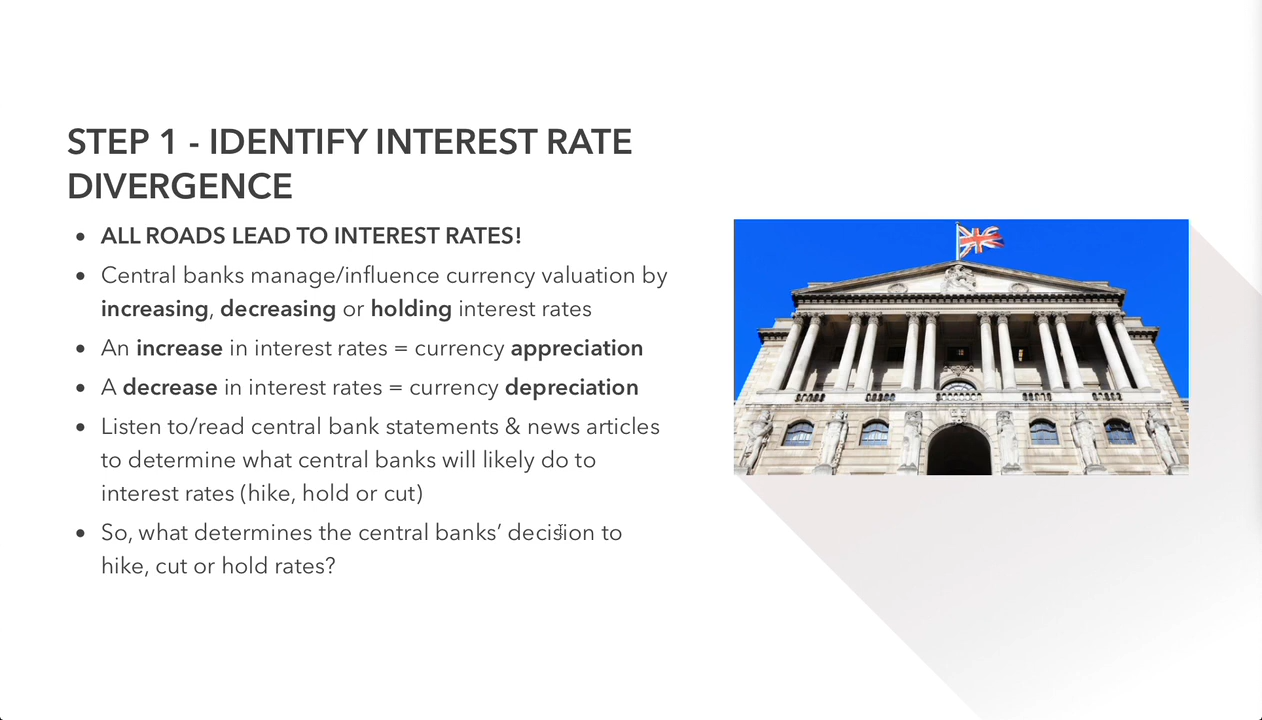 STEP 1 - IDENTIFY INTEREST RATE
DIVERGENCE
• ALL ROADS LEAD TO INTEREST RATES!
• Central banks manage/influence currency valuation by
increasing, decreasing or holding interest rates
• An increase in interest rates = currency appreciation
• A decrease in interest rates = currency depreciation
• Listen to/read central bank statements & news articles
to determine what central banks will likely do to
interest rates (hike, hold or cut)
• So, what determines the central banks’ decision to
hike, cut or hold rates?